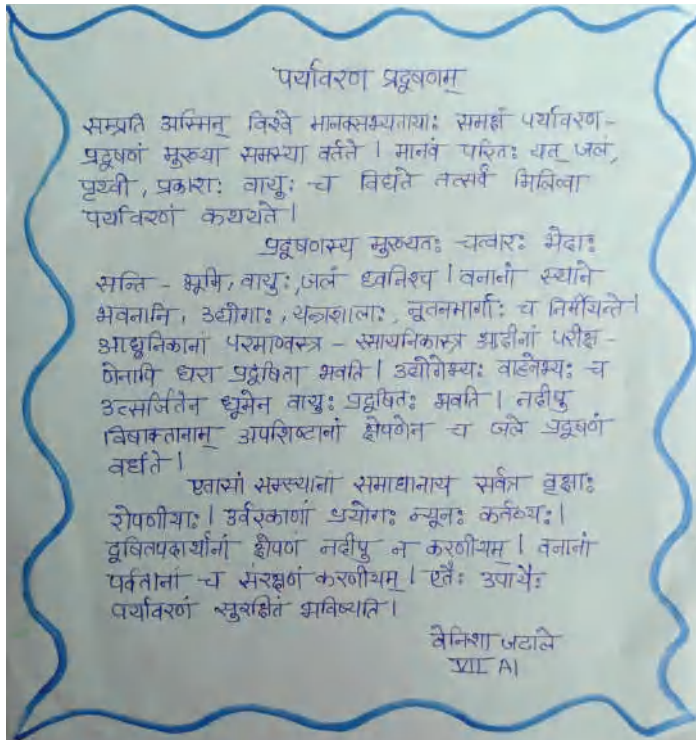 पर्यावरण प्रदूषणम्
सम्प्रति अस्मिन् विश्वे मानवसभ्यतायाः समक्षं पर्यावरण-
प्रदूषणं मुख्या समस्या वर्तते । मानवं परितः यत् जलं,
पृथ्वी, प्रकाशः वायुः च विद्यते तत्सर्वं मिलित्वा
पर्यावरणं कथयते ।
प्रदूषणस्य मुख्यतः चत्वारः भेदाः
सन्ति - भूमि, वायुः, जलं ध्वनिश्च । वनानां स्थाने
भवनानि, उद्योगाः, यन्त्रशालाः, नूतनमार्गाः च निर्मीयन्ते ।
आधुनिकानां परमाण्वस्त्र - रसायनिकास्त्र आदीनां परीक्ष-
णेनापि धरा प्रदूषिता भवति । उद्योगेभ्यः वाहनेभ्यः च
उत्सर्जितेन धूमेन वायुः प्रदूषितः भवति । नदीषु
विषाक्तानाम् अपशिष्टानां क्षेपणेन च जले प्रदूषणं
वर्धते ।
एतासां समस्यानां समाधानाय सर्वत्र वृक्षाः
रोपणीयाः । उर्वरकाणां प्रयोगः न्यूनः कर्तव्यः ।
दूषितपदार्थानां क्षेपणं नदीषु न करणीयम् । वनानां
पर्वतानां च संरक्षणं करणीयम् । एतैः उपायैः
पर्यावरणं सुरक्षितं भविष्यति ।
वेनिशा जटाले
VII A1